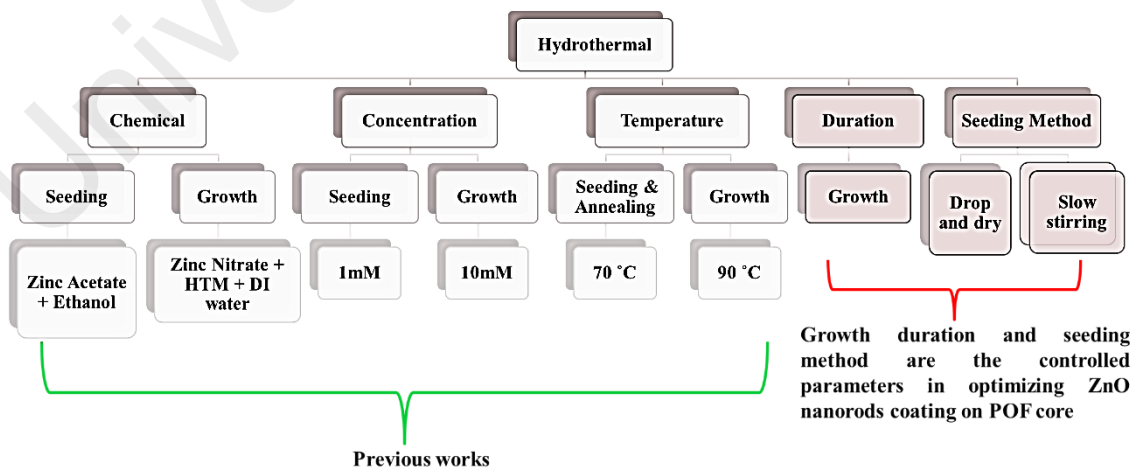 Univer
Hydrothermal
Chemical
Concentration
Temperature
Duration
Seeding Method
Seeding
Growth
Seeding
Growth
Seeding &
Annealing
Growth
Growth
Drop
and dry
Slow
stirring
Zinc Acetate
+ Ethanol
Zinc Nitrate +
HTM + DI
water
1mM
10mM
70 ˚C
90 ˚C
Growth duration and seeding
method are the controlled
parameters in optimizing ZnO
nanorods coating on POF core
Previous works